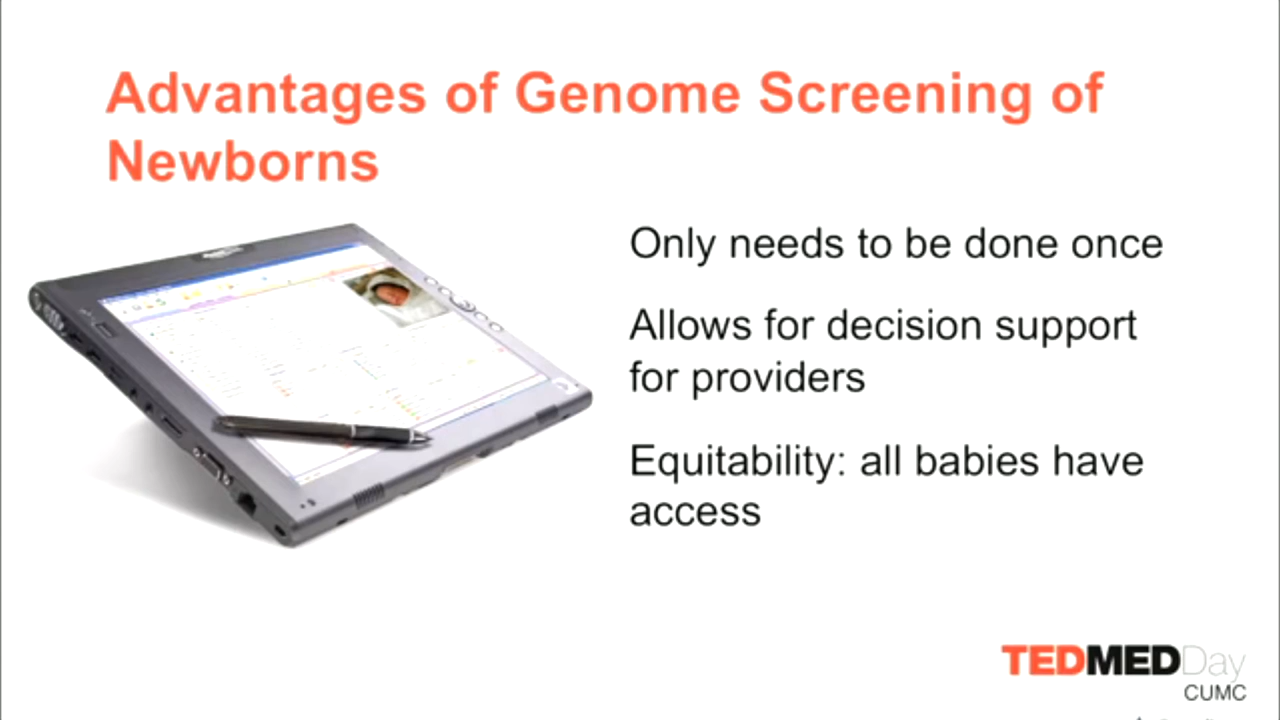 Advantages of Genome Screening of
Newborns
Only needs to be done once
Allows for decision support
for providers
Equitability: all babies have
access
TEDMEDDay
CUMC